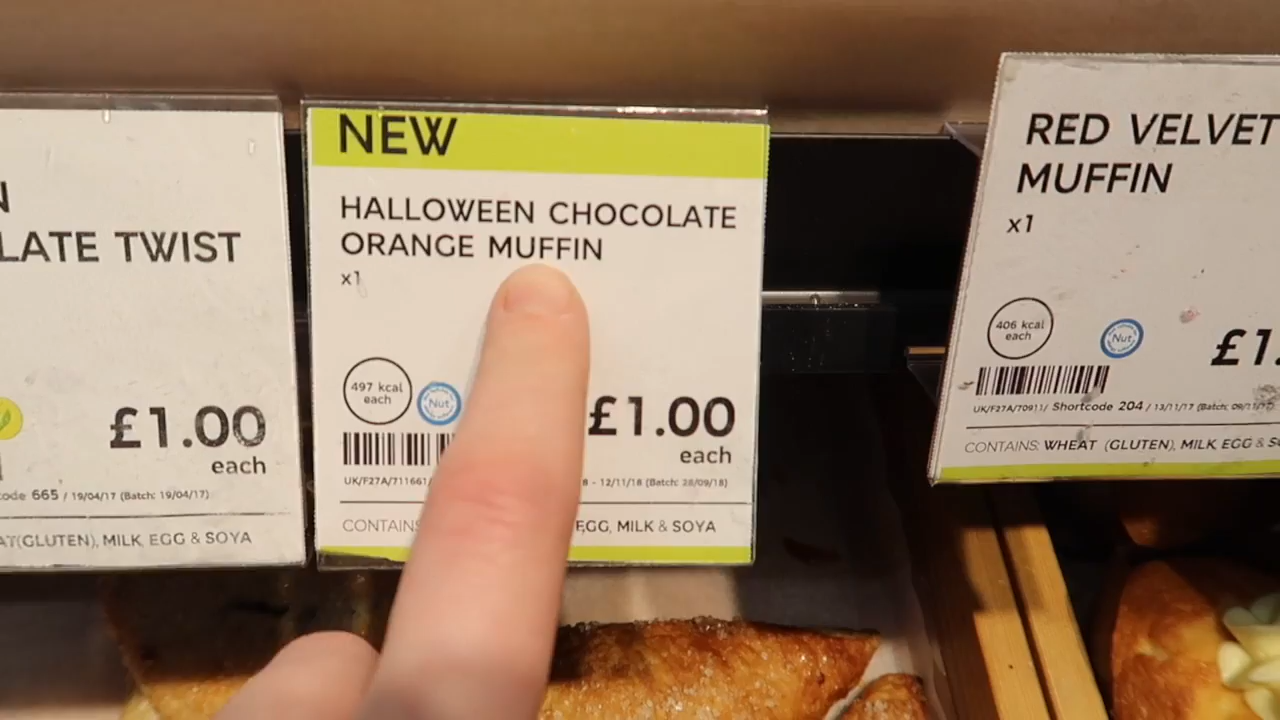 LATE TWIST
£1.00
each
code 665 / 19/04/17 (Batch: 19/04/17)
(GLUTEN), MILK, EGG & SOYA
NEW
HALLOWEEN CHOCOLATE
ORANGE MUFFIN
x1
497 kcal
each
Nut
£1.00
each
UK/F27A/711661/
8 - 12/11/18 (Batch: 28/09/18)
CONTAINS
EGG, MILK & SOYA
RED VELVET
MUFFIN
x1
406 kcal
each
Nut
£1.
UK/F27A/70911/ Shortcode 204 / 13/11/17 (Batch: 09/11/17)
CONTAINS: WHEAT (GLUTEN), MILK, EGG &